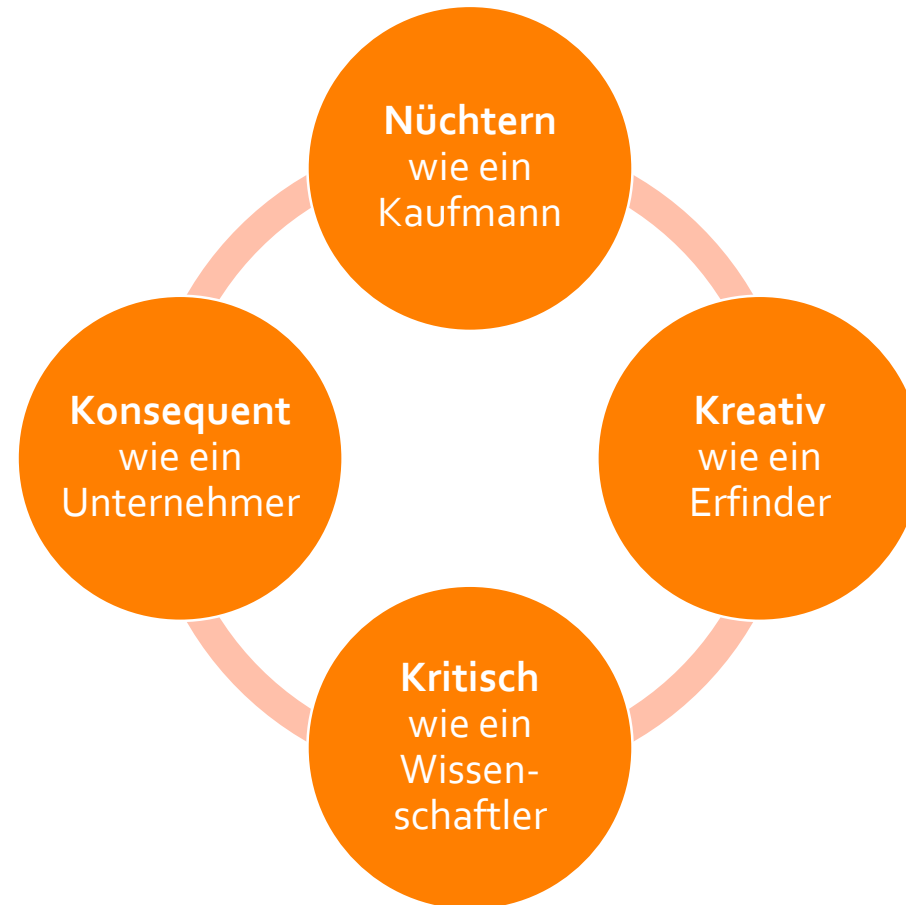 Nüchtern
wie ein
Kaufmann
Kreativ
wie ein
Erfinder
Kritisch
wie ein
Wissen-
schaftler
Konsequent
wie ein
Unternehmer